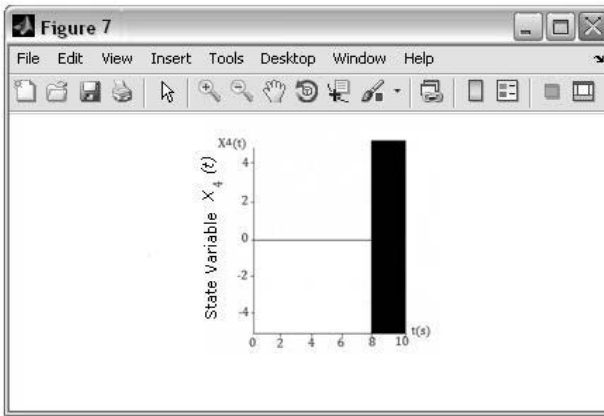 Figure 7
File Edit View Insert Tools Desktop Window Help
X4(t)
State Variable X4 (t)
4
2
0
-2
-4
0 2 4 6 8 10
t(s)